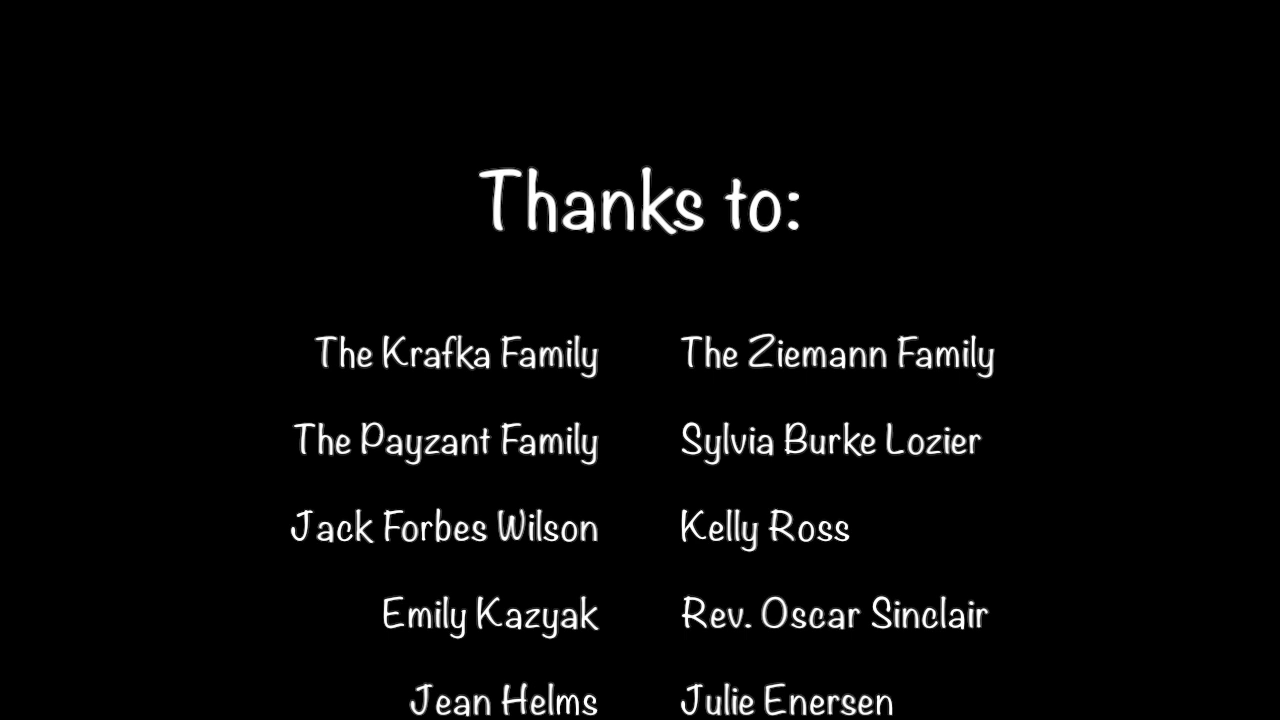 Thanks to:
The Krafka Family    The Ziemann Family
The Payzant Family    Sylvia Burke Lozier
Jack Forbes Wilson    Kelly Ross
Emily Kazyak    Rev. Oscar Sinclair
Jean Helms    Julie Enersen